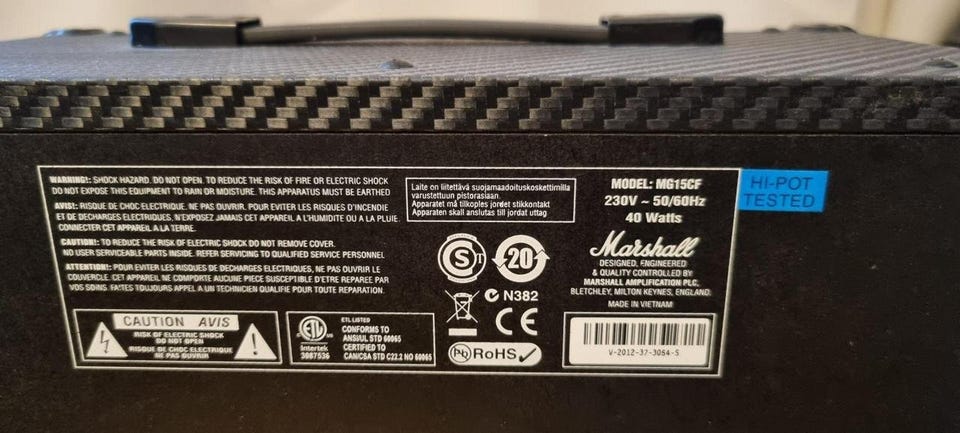 WARNING!: SHOCK HAZARD. DO NOT OPEN. TO REDUCE THE RISK OF FIRE OR ELECTRIC SHOCK
DO NOT EXPOSE THIS EQUIPMENT TO RAIN OR MOISTURE. THIS APPARATUS MUST BE EARTHED
AVIS!: RISQUE DE CHOC ELECTRIQUE, NE PAS OUVRIR. POUR EVITER LES RISQUES D'INCENDIE
ET DE DECHARGES ELECTRIQUES, N'EXPOSEZ JAMAIS CET APPAREIL A L'HUMIDITE OU A LA PLUIE.
CONNECTER CET APPAREIL A LA TERRE.
CAUTION!: TO REDUCE THE RISK OF ELECTRIC SHOCK DO NOT REMOVE COVER.
NO USER SERVICEABLE PARTS INSIDE. REFER SERVICING TO QUALIFIED SERVICE PERSONNEL
ATTENTION!: POUR EVITER LES RISQUES DE DECHARGES ELECTRIQUES, NE PAS RETIRER LE
COUVERCLE. CET APPAREIL NE COMPORTE AUCUNE PIECE SUSCEPTIBLE D'ETRE REPAREE PAR
VOS SOINS. FAITES TOUJOURS APPEL A UN TECHNICIEN QUALIFIE POUR TOUTE REPARATION.
CAUTION AVIS
RISK OF ELECTRIC SHOCK
DO NOT OPEN
RISQUE DE CHOC ELECTRIQUE
NE PAS OUVRIR
ETL
Intertek
3087536
ETL LISTED
CONFORMS TO
ANSI/UL STD 60065
CERTIFIED TO
CAN/CSA STD C22.2 NO 60065
Laite on liitettävä suojamaadoituskoskettimilla
varustettuun pistorasiaan.
Apparatet må tilkoples jordet stikkontakt
Apparaten skall anslutas till jordat uttag
S T
20
N382
CE
Pb RoHS
MODEL: MG15CF
230V ~ 50/60Hz
40 Watts
Marshall
DESIGNED, ENGINEERED
& QUALITY CONTROLLED BY
MARSHALL AMPLIFICATION PLC,
BLETCHLEY, MILTON KEYNES, ENGLAND.
MADE IN VIETNAM
V-2012-37-3054-S
HI-POT
TESTED